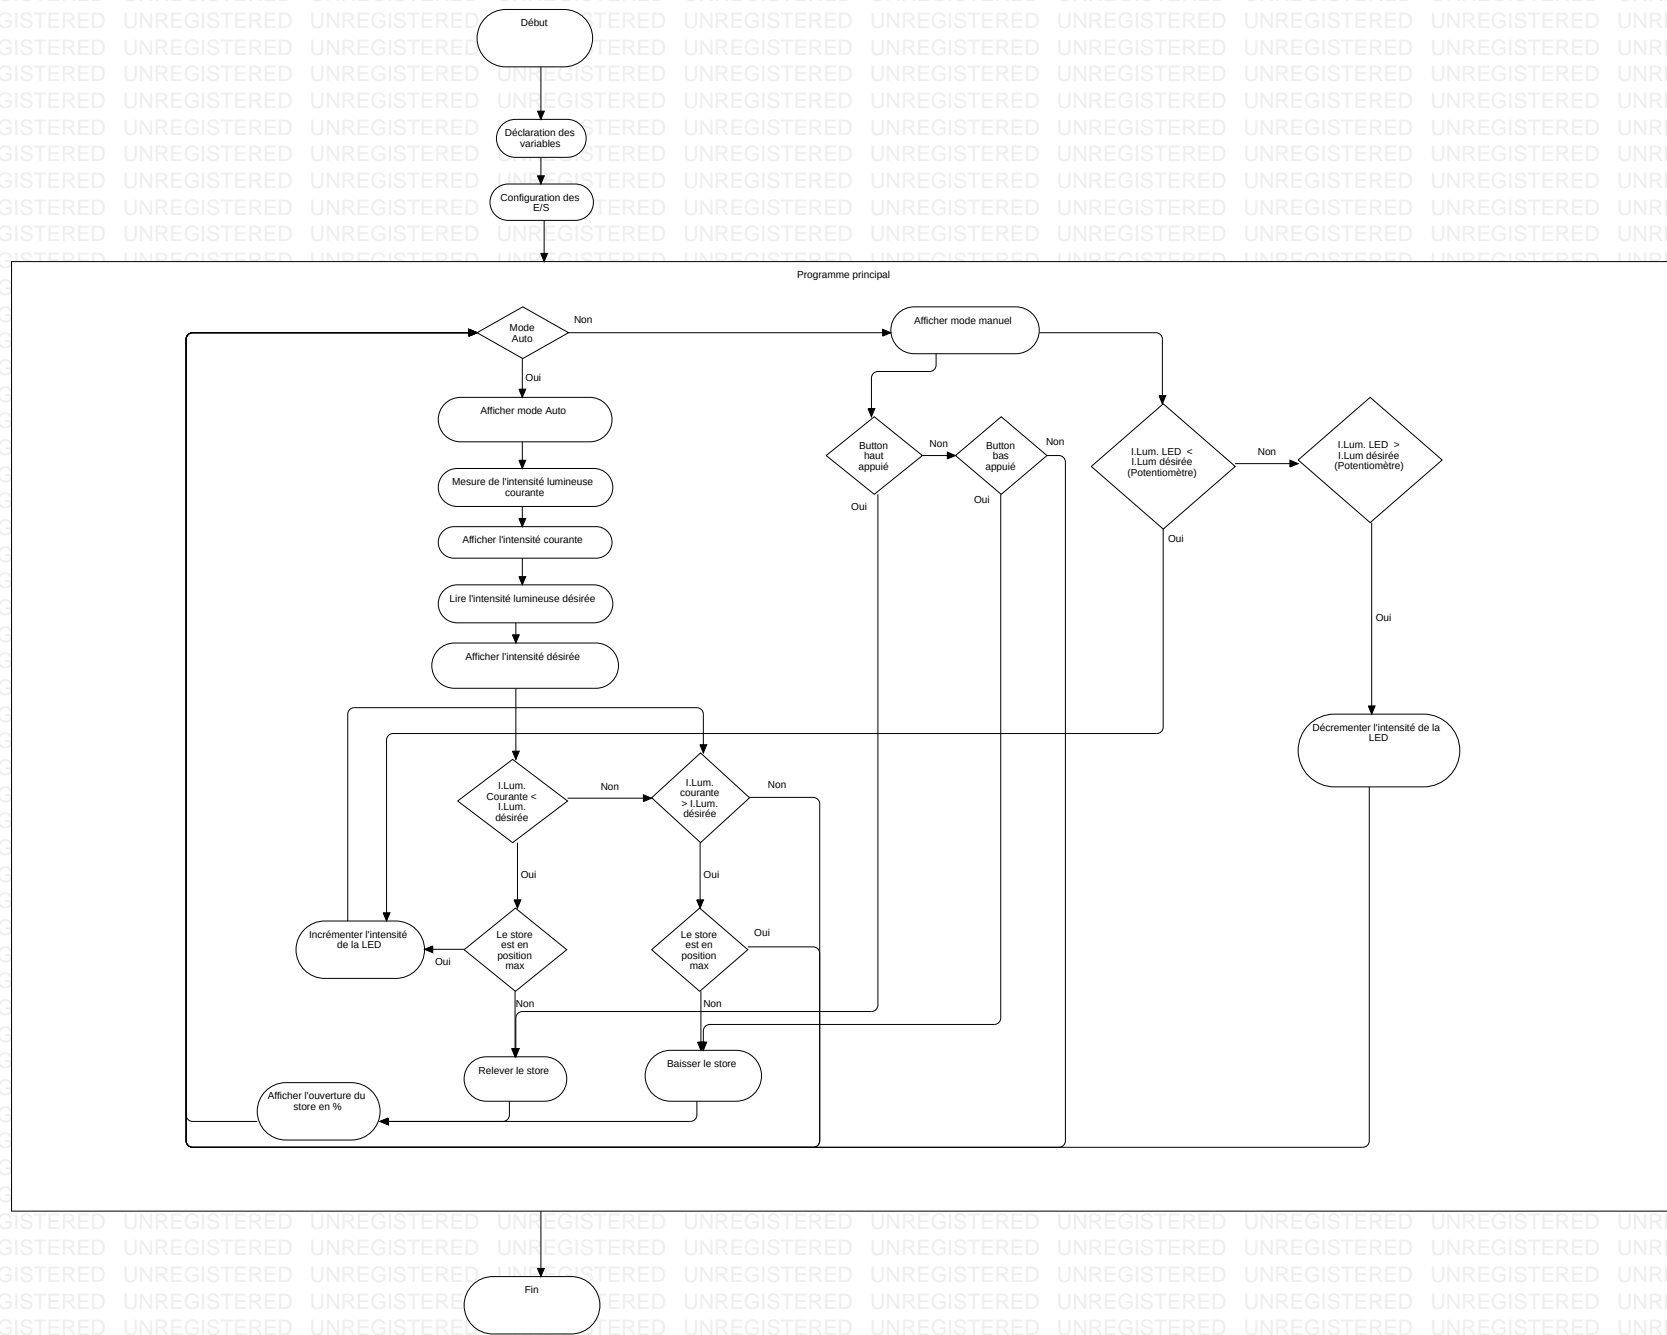 Début
Déclaration des
variables
Configuration des
E/S
Programme principal
Mode
Auto
Non
Afficher mode manuel
Oui
Afficher mode Auto
Mesure de l'intensité lumineuse
courante
Afficher l'intensité courante
Lire l'intensité lumineuse désirée
Afficher l'intensité désirée
Button
haut
appuié
Non
Button
bas
appuié
Non
Oui
Oui
I.Lum. LED <
I.Lum désirée
(Potentiomètre)
Non
I.Lum. LED >
I.Lum désirée
(Potentiomètre)
Oui
Oui
Décrementer l'intensité de la
LED
I.Lum.
Courante <
I.Lum.
désirée
Non
I.Lum.
courante
> I.Lum.
désirée
Non
Oui
Oui
Incrémenter l'intensité
de la LED
Oui
Le store
est en
position
max
Le store
est en
position
max
Oui
Non
Non
Relever le store
Baisser le store
Afficher l'ouverture du
store en %
Fin
UNREGISTERED